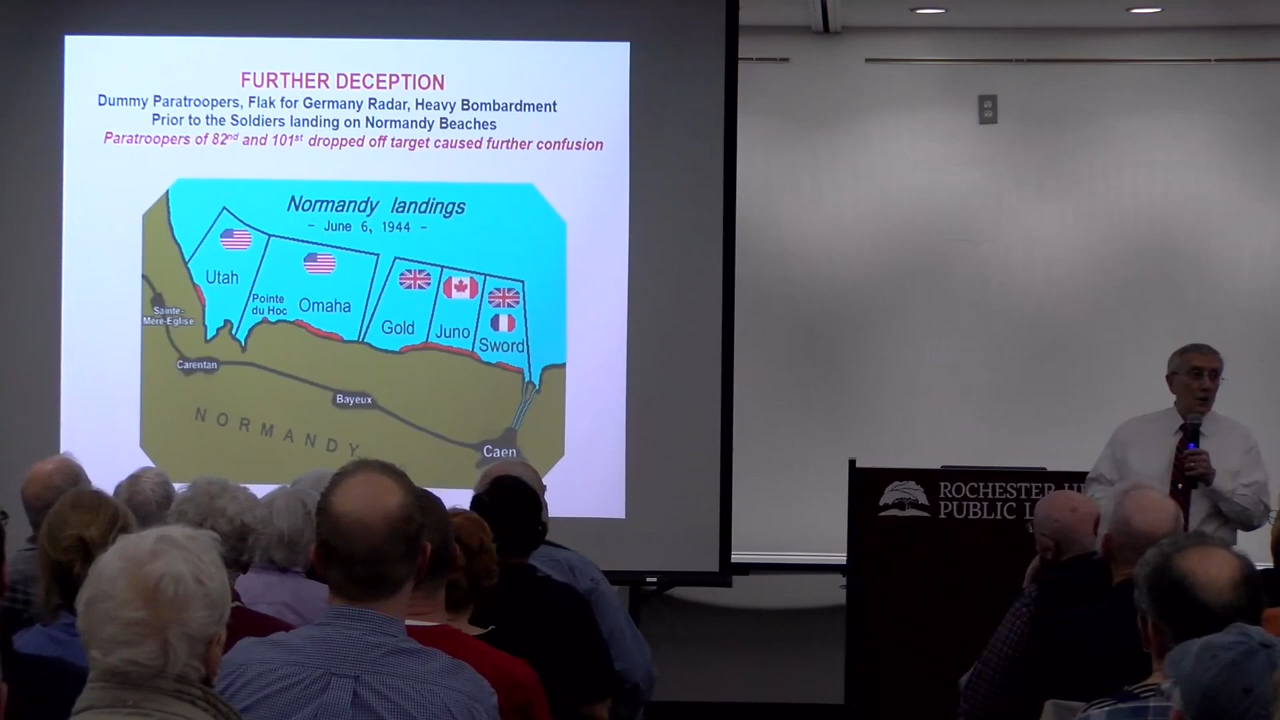 FURTHER DECEPTION
Dummy Paratroopers, Flak for Germany Radar, Heavy Bombardment
Prior to the Soldiers landing on Normandy Beaches
Paratroopers of 82nd and 101st dropped off target caused further confusion
Normandy landings
- June 6, 1944 -
Utah
Pointe
du Hoc
Omaha
Gold
Juno
Sword
Sainte-
Mere-Eglise
Carentan
Bayeux
NORMANDY
Caen
ROCHESTER
PUBLIC